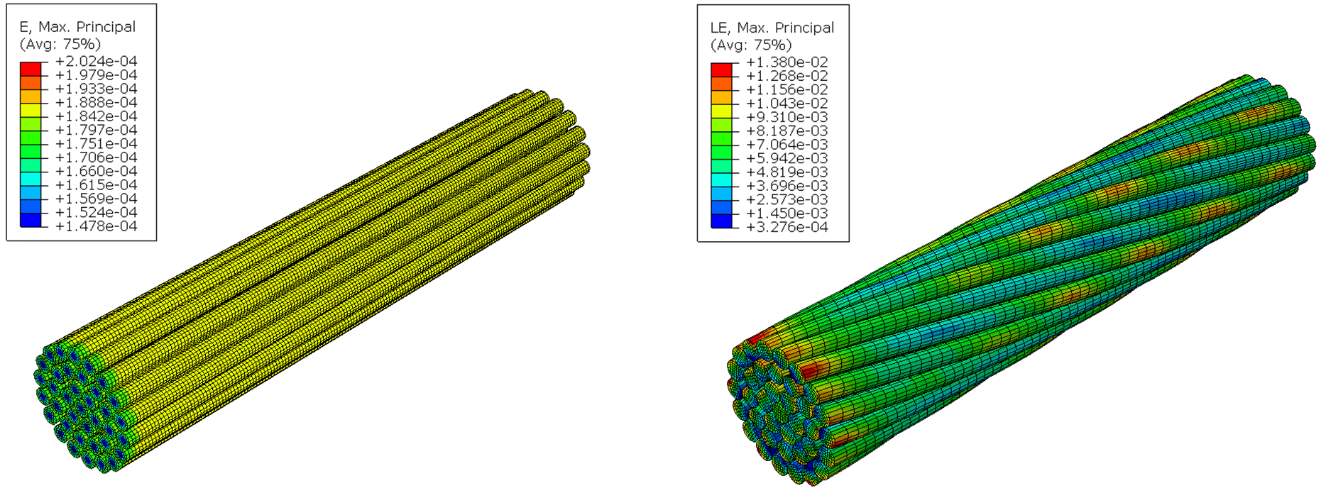 E, Max. Principal
(Avg: 75%)
+2.024e-04
+1.979e-04
+1.933e-04
+1.888e-04
+1.842e-04
+1.797e-04
+1.751e-04
+1.706e-04
+1.660e-04
+1.615e-04
+1.569e-04
+1.524e-04
+1.478e-04
LE, Max. Principal
(Avg: 75%)
+1.380e-02
+1.268e-02
+1.156e-02
+1.043e-02
+9.310e-03
+8.187e-03
+7.064e-03
+5.942e-03
+4.819e-03
+3.696e-03
+2.573e-03
+1.450e-03
+3.276e-04